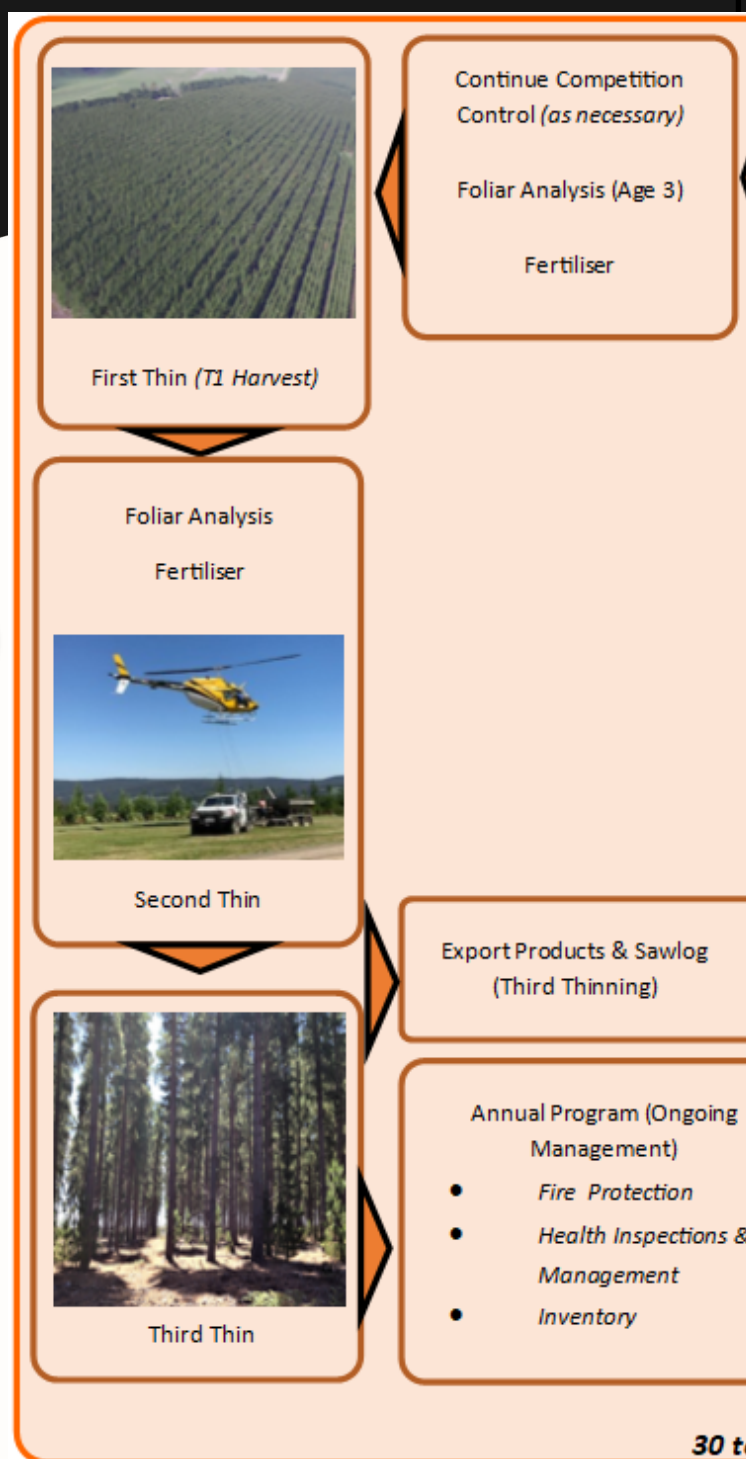 Continue Competition
Control (as necessary)
Foliar Analysis (Age 3)
Fertiliser
First Thin (T1 Harvest)
Foliar Analysis
Fertiliser
Second Thin
Export Products & Sawlog
(Third Thinning)
Third Thin
Annual Program (Ongoing
Management)
● Fire Protection
● Health Inspections &
Management
● Inventory
30 t